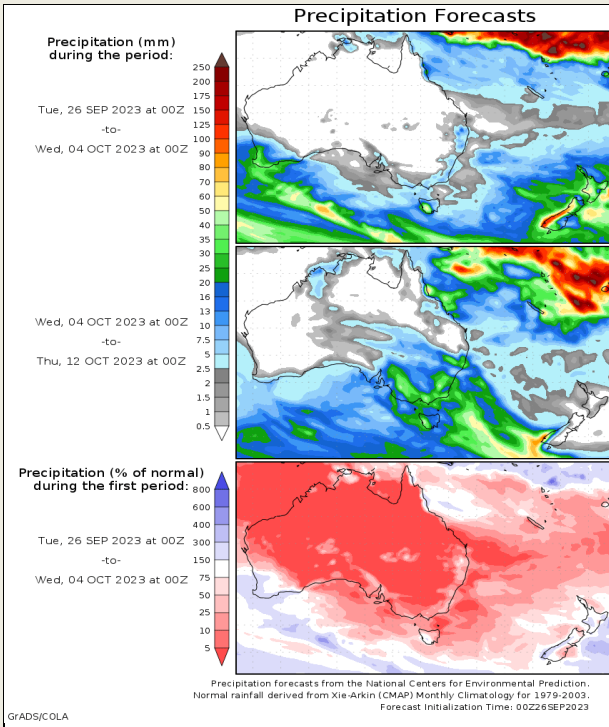 Precipitation Forecasts
Precipitation (mm)
during the period:
Tue, 26 SEP 2023 at 00Z
-to-
Wed, 04 OCT 2023 at 00Z
250
200
175
150
125
100
90
80
70
60
50
40
35
30
25
20
16
13
10
7.5
5
2.5
2
1.5
1
0.5
Wed, 04 OCT 2023 at 00Z
-to-
Thu, 12 OCT 2023 at 00Z
Precipitation (% of normal)
during the first period:
Tue, 26 SEP 2023 at 00Z
-to-
Wed, 04 OCT 2023 at 00Z
800
600
400
300
150
75
50
25
10
5
Precipitation forecasts from the National Centers for Environmental Prediction.
Normal rainfall derived from Xie-Arkin (CMAP) Monthly Climatology for 1979-2003.
Forecast Initialization Time: 00Z26SEP2023
GrADS/COLA